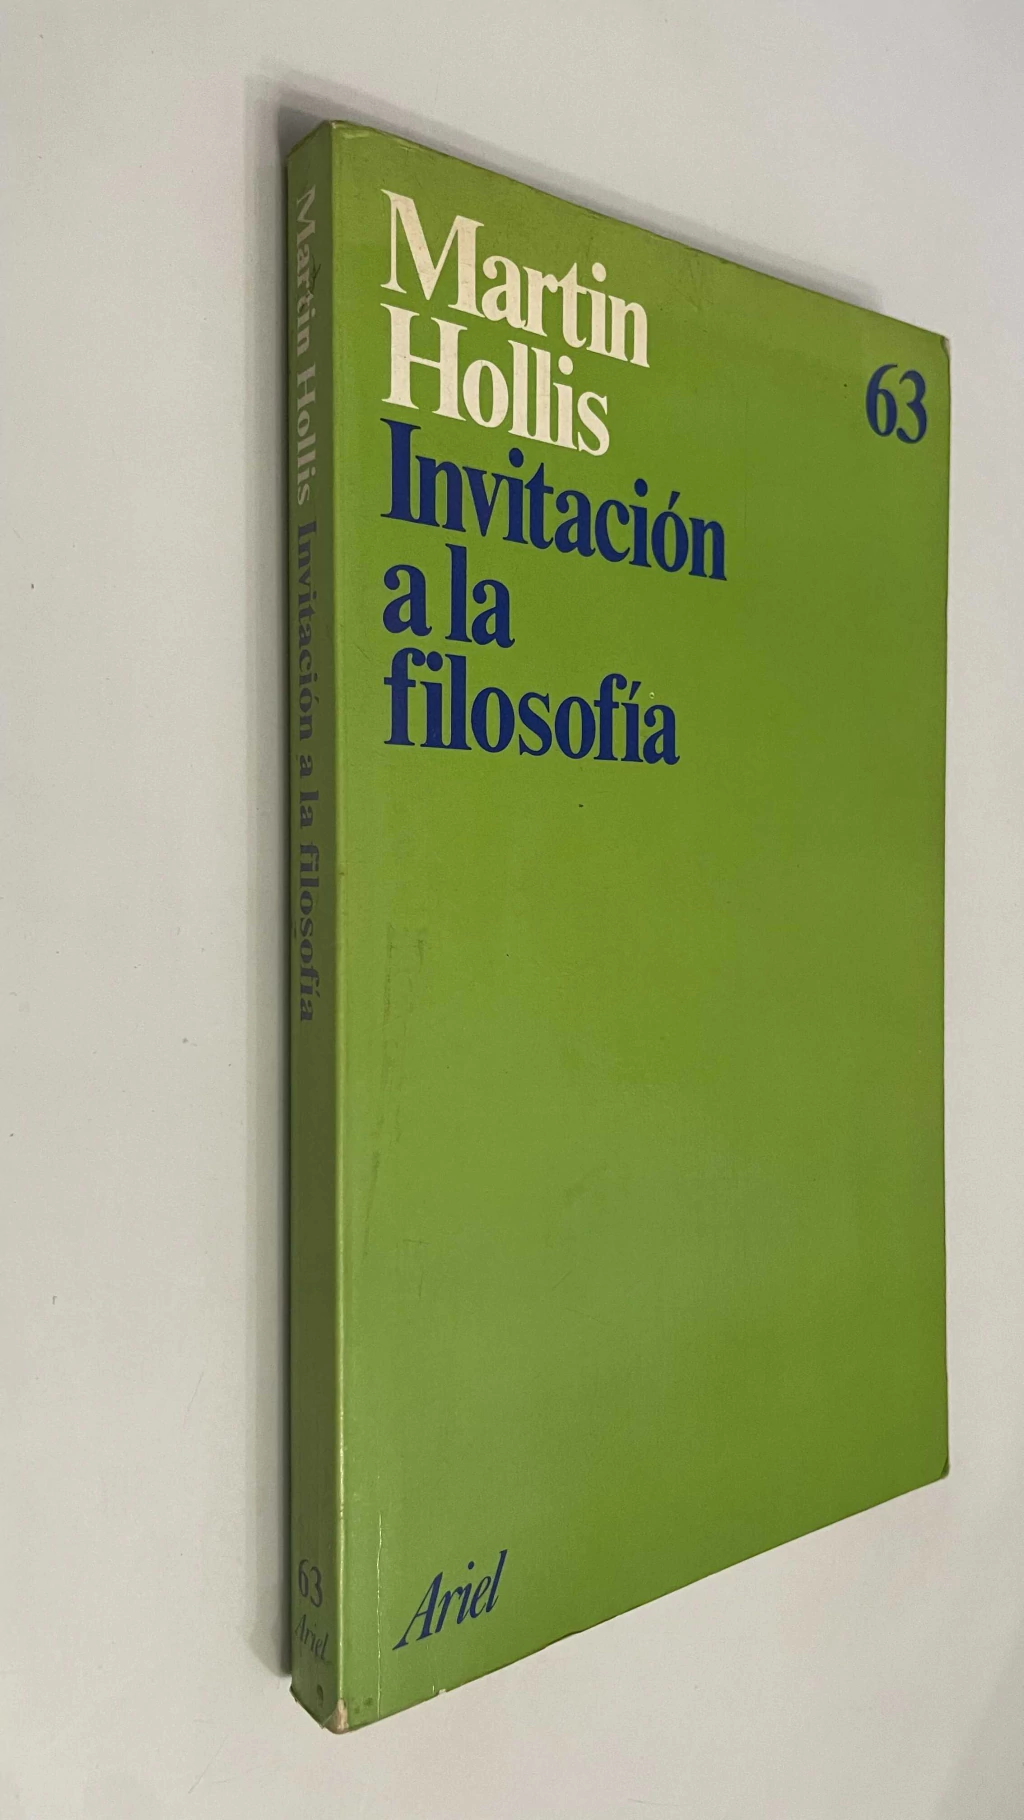 Martin
Hollis
Invitación
a la
filosofía
63
Ariel
Martin Hollis Invitación a la filosofía
63
Ariel